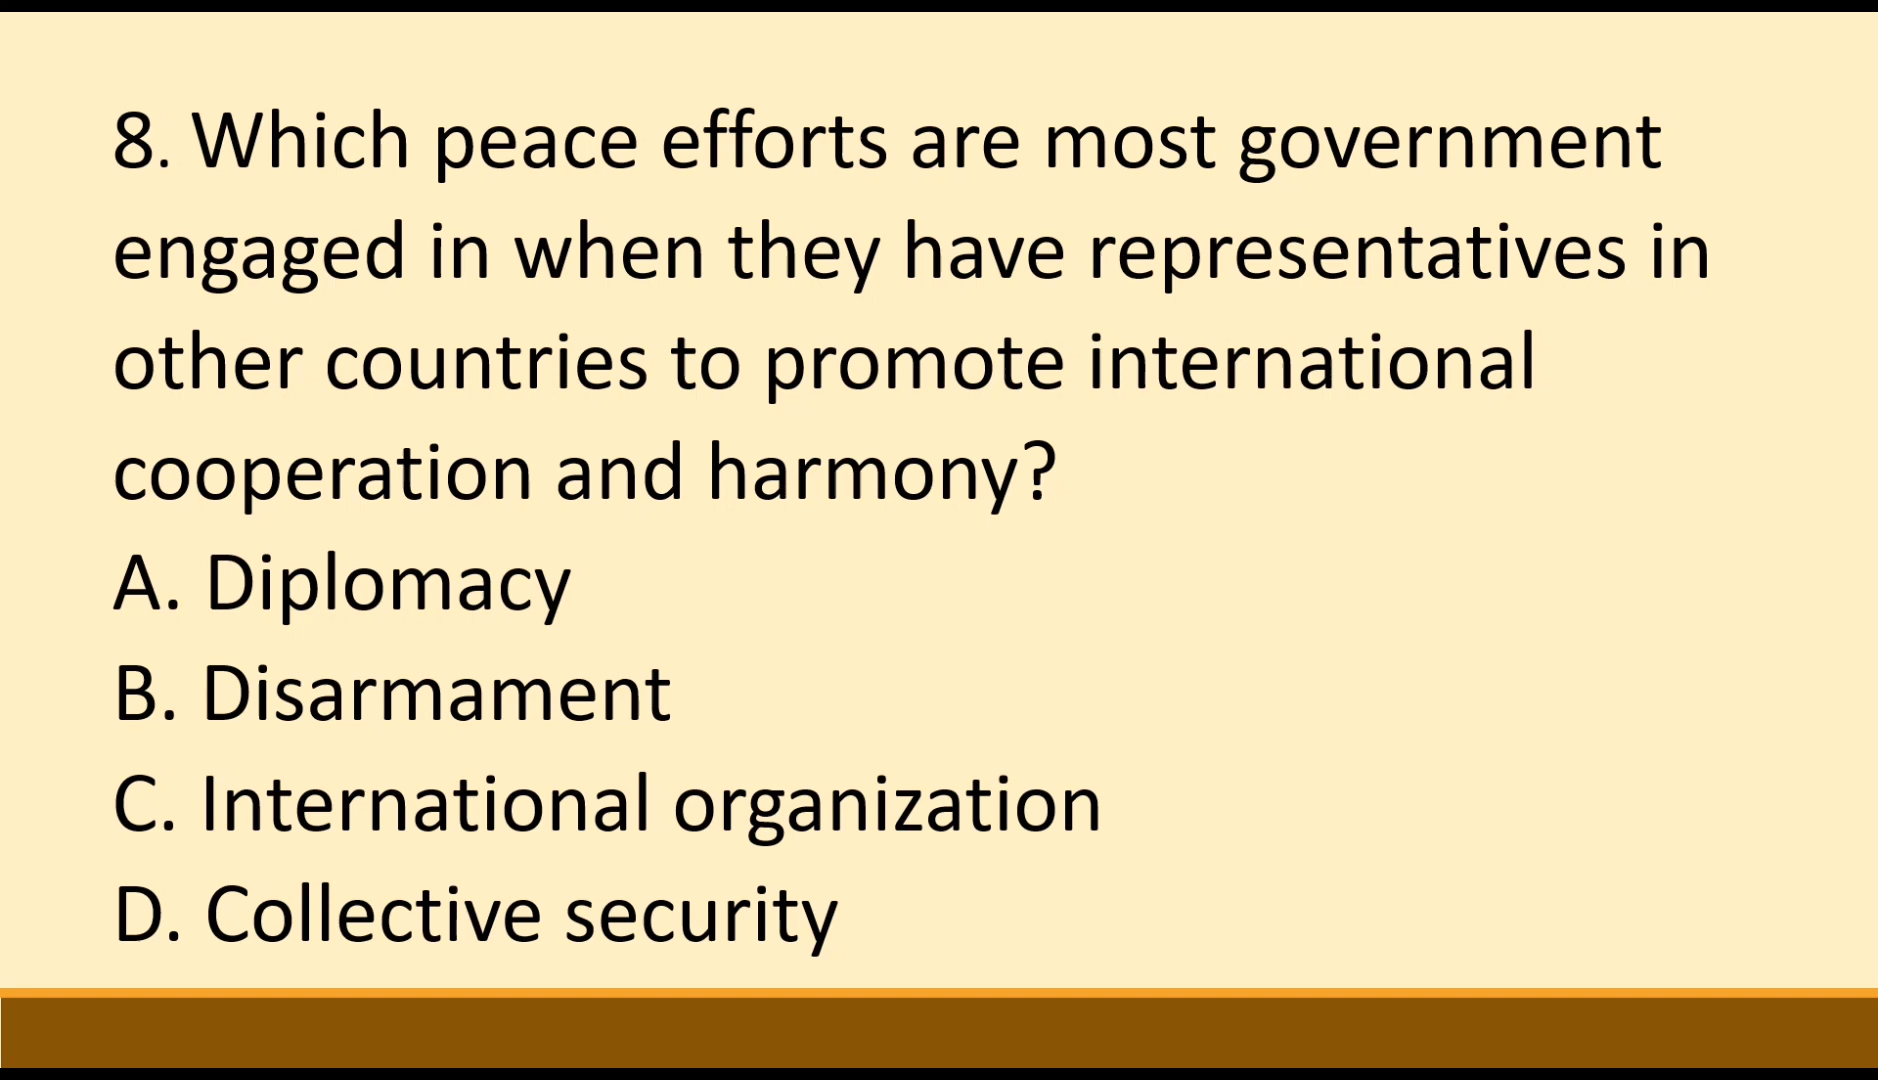 8. Which peace efforts are most government
engaged in when they have representatives in
other countries to promote international
cooperation and harmony?
A. Diplomacy
B. Disarmament
C. International organization
D. Collective security